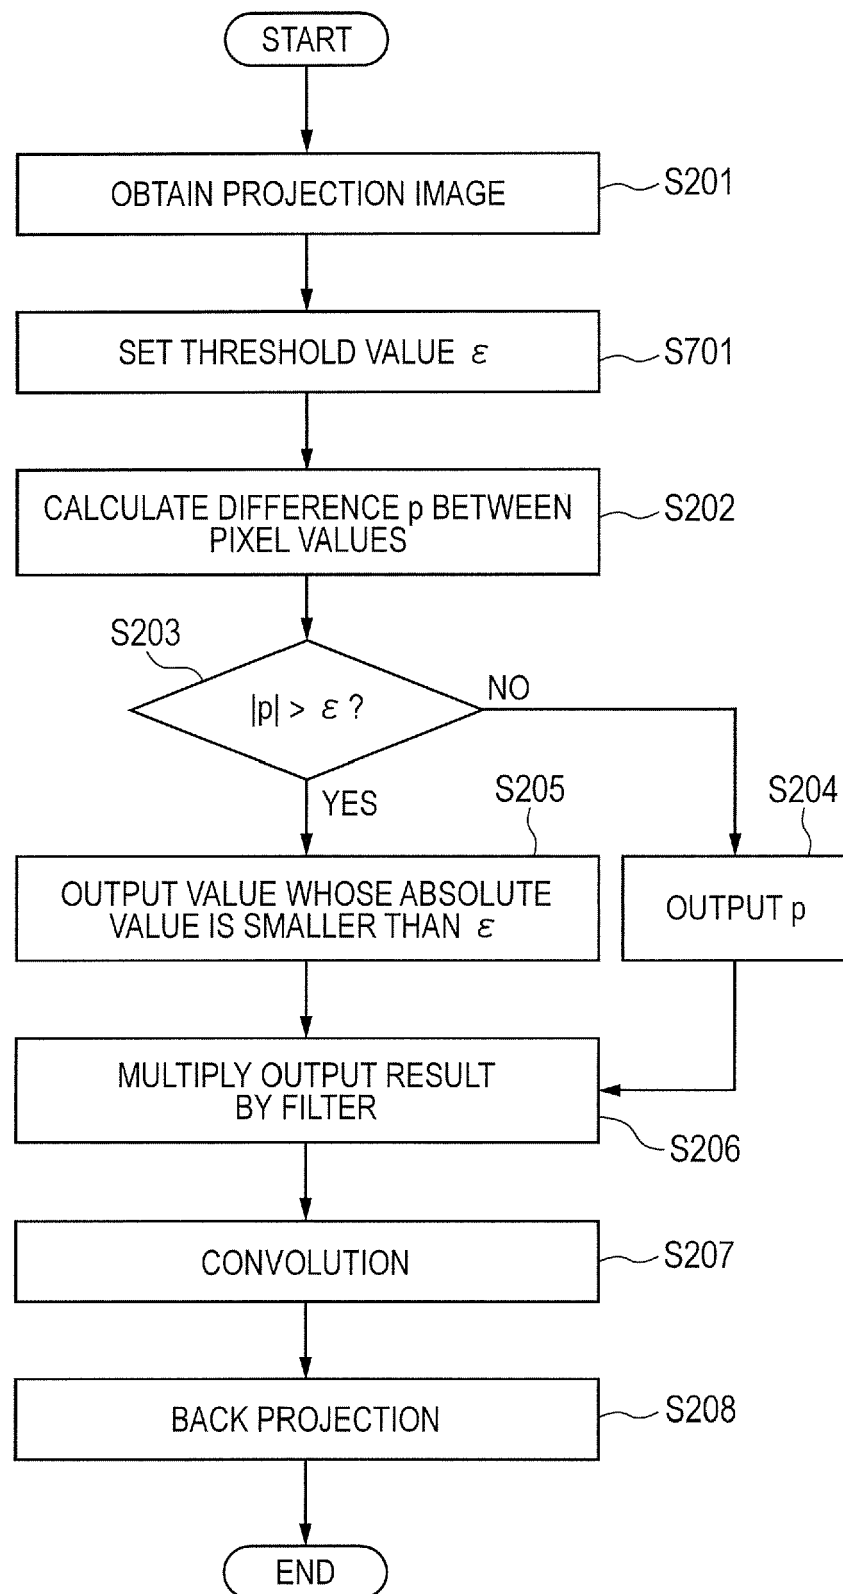 START
OBTAIN PROJECTION IMAGE
S201
SET THRESHOLD VALUE ε
S701
CALCULATE DIFFERENCE p BETWEEN
PIXEL VALUES
S202
S203
|p| > ε ?
NO
YES
S205
S204
OUTPUT VALUE WHOSE ABSOLUTE
VALUE IS SMALLER THAN ε
OUTPUT p
MULTIPLY OUTPUT RESULT
BY FILTER
S206
CONVOLUTION
S207
BACK PROJECTION
S208
END